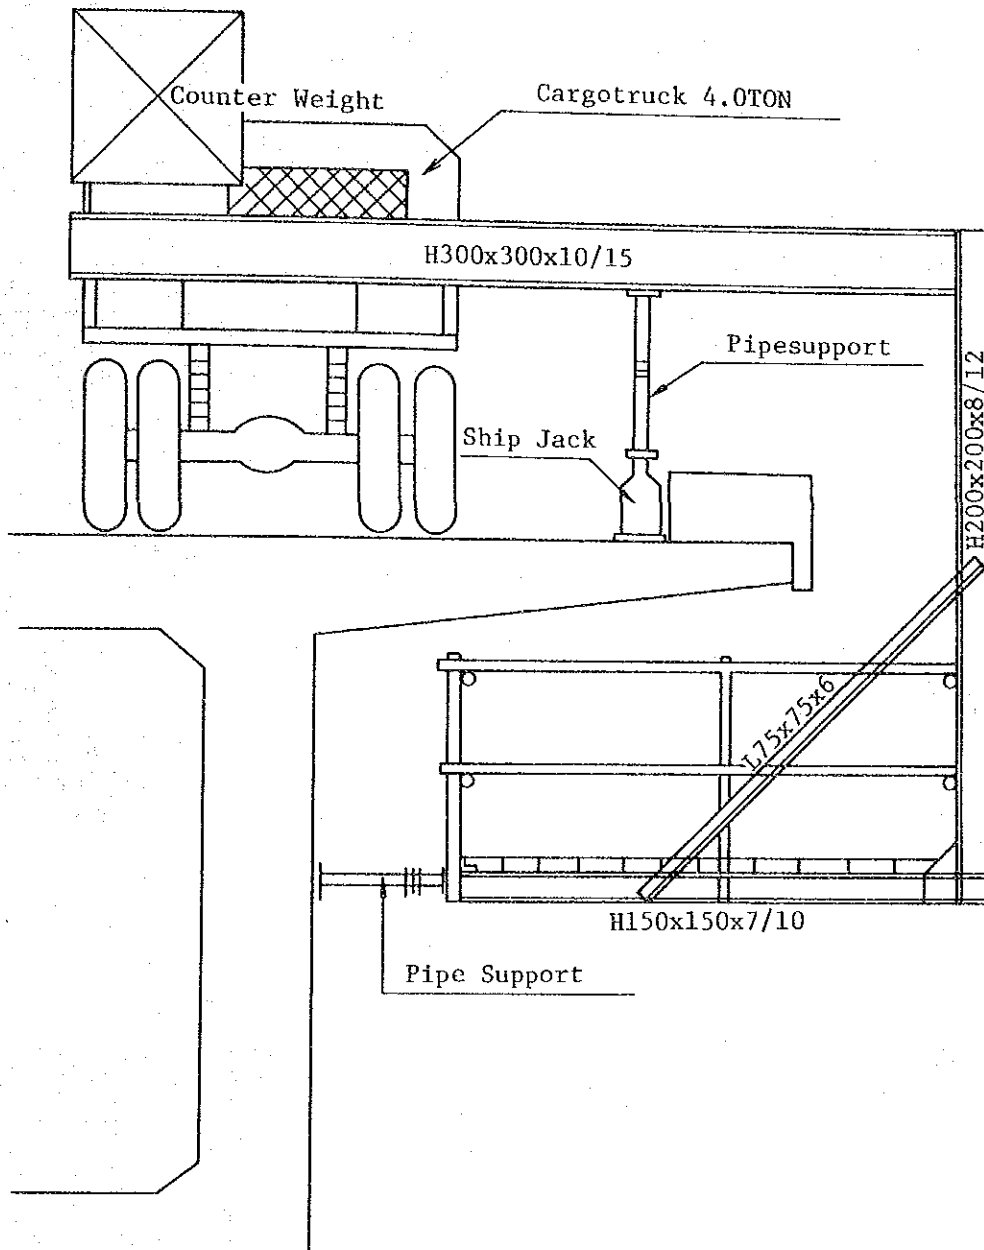 Counter Weight
Cargotruck 4.0TON
H300x300x10/15
Pipesupport
H200x200x8/12
Ship Jack
L75x75x6
H150x150x7/10
Pipe Support